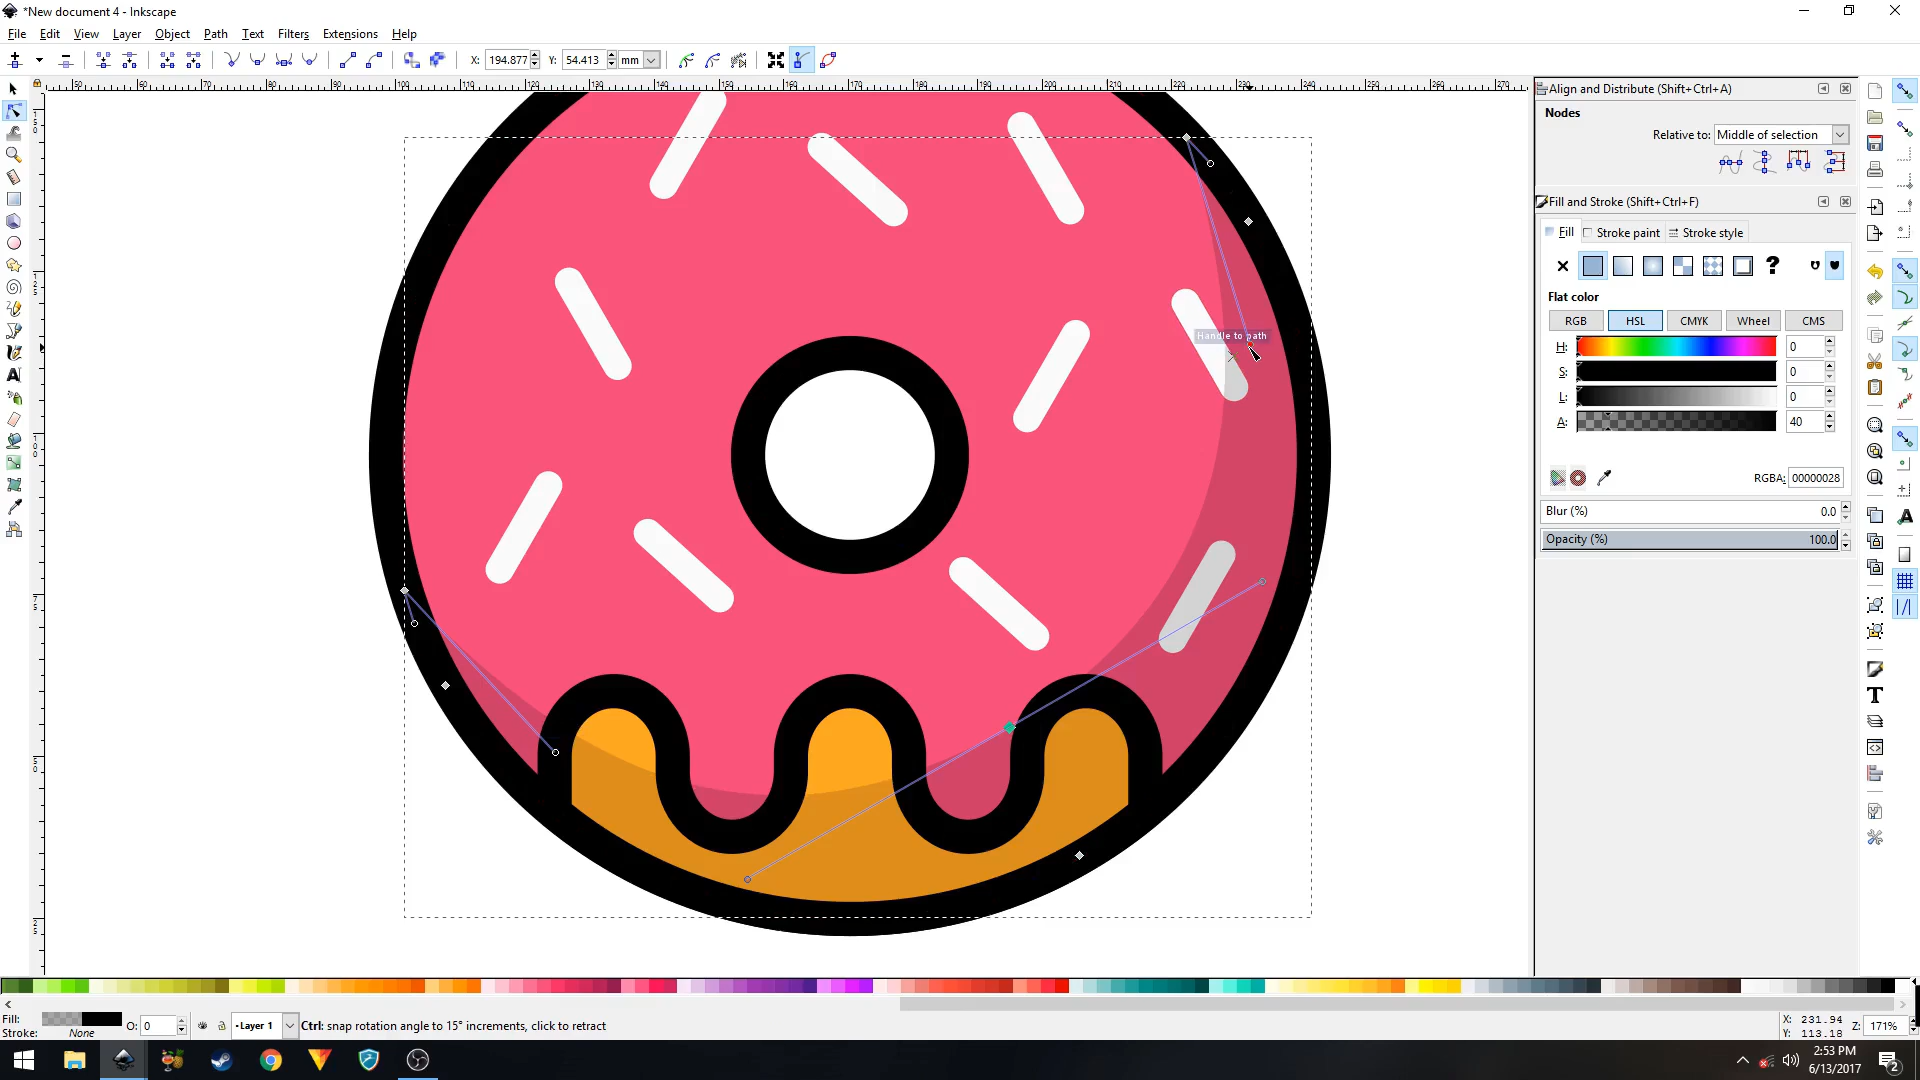 *New document 4 - Inkscape
File Edit View Layer Object Path Text Filters Extensions Help
X: 194.877 Y: 54.413 mm
Align and Distribute (Shift+Ctrl+A)
Nodes
Relative to: Middle of selection
Fill and Stroke (Shift+Ctrl+F)
Fill Stroke paint Stroke style
Flat color
RGB HSL CMYK Wheel CMS
H: 0
S: 0
L: 0
A: 40
RGBA: 00000028
Blur (%) 0.0
Opacity (%) 100.0
Handle to path
Fill:
Stroke: None
O: 0
Layer 1
Ctrl: snap rotation angle to 15° increments, click to retract
X: 231.94
Y: 113.18
Z: 171%
2:53 PM
6/13/2017
2